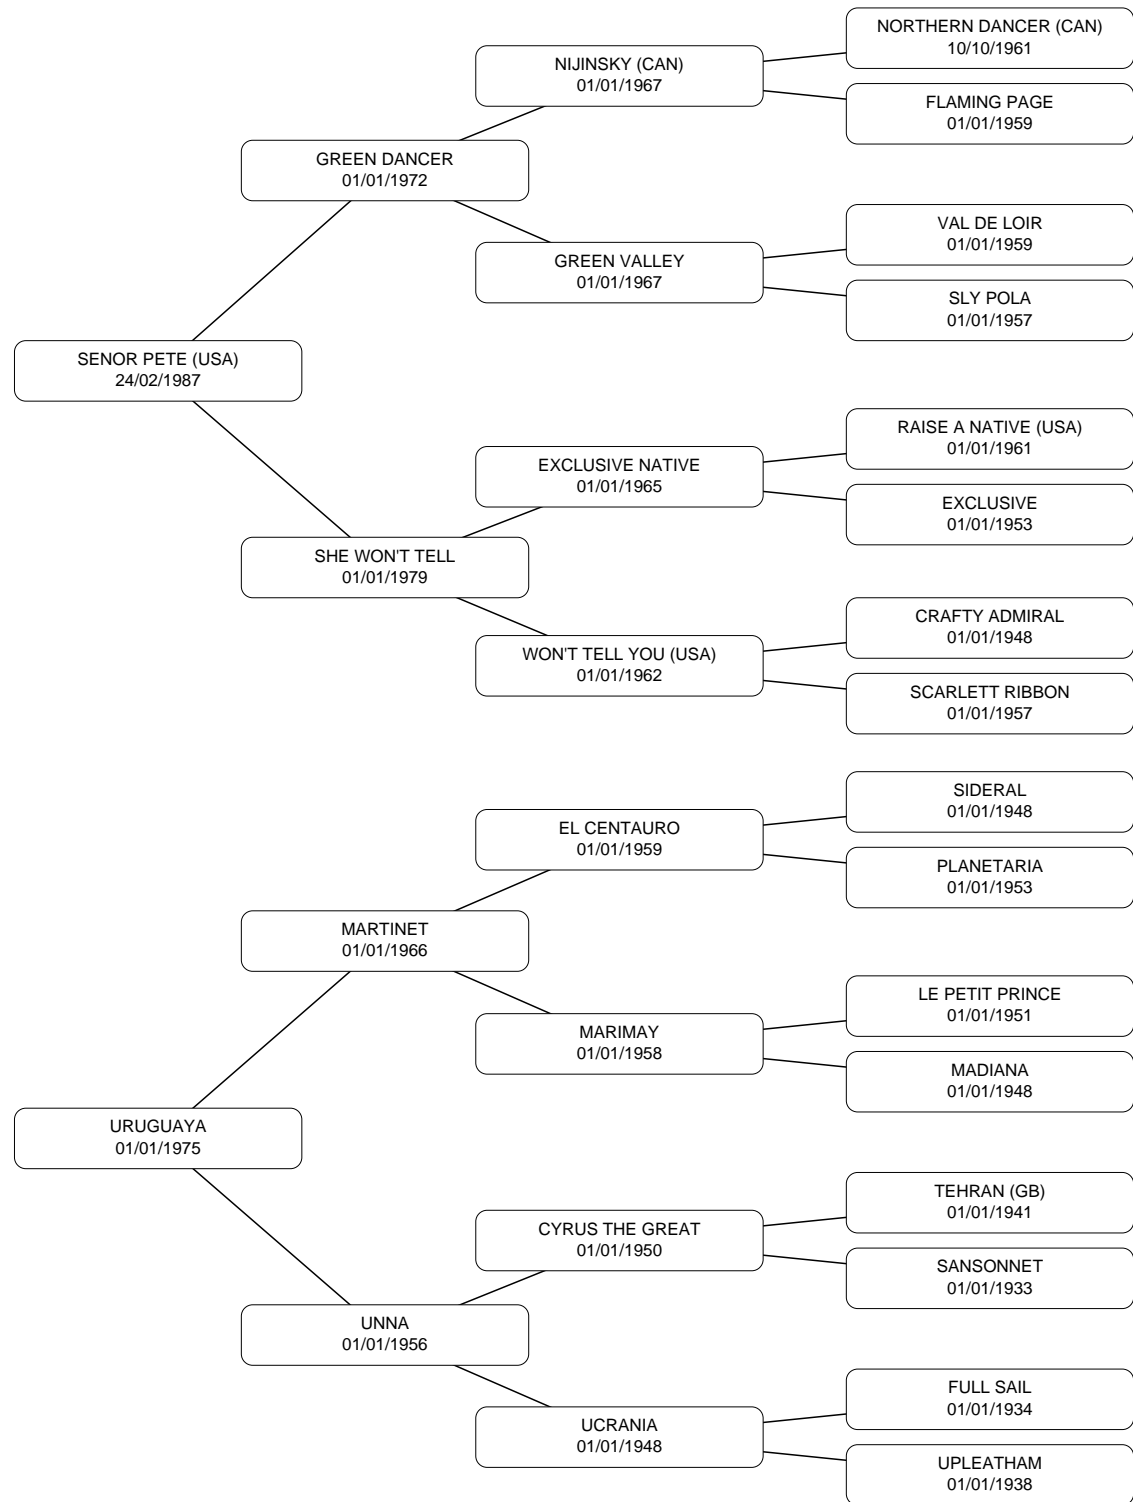 NORTHERN DANCER (CAN)
10/10/1961
NIJINSKY (CAN)
01/01/1967
FLAMING PAGE
01/01/1959
GREEN DANCER
01/01/1972
VAL DE LOIR
01/01/1959
GREEN VALLEY
01/01/1967
SLY POLA
01/01/1957
SENOR PETE (USA)
24/02/1987
RAISE A NATIVE (USA)
01/01/1961
EXCLUSIVE NATIVE
01/01/1965
EXCLUSIVE
01/01/1953
SHE WON'T TELL
01/01/1979
CRAFTY ADMIRAL
01/01/1948
WON'T TELL YOU (USA)
01/01/1962
SCARLETT RIBBON
01/01/1957
SIDERAL
01/01/1948
EL CENTAURO
01/01/1959
PLANETARIA
01/01/1953
MARTINET
01/01/1966
LE PETIT PRINCE
01/01/1951
MARIMAY
01/01/1958
MADIANA
01/01/1948
URUGUAYA
01/01/1975
TEHRAN (GB)
01/01/1941
CYRUS THE GREAT
01/01/1950
SANSONNET
01/01/1933
UNNA
01/01/1956
FULL SAIL
01/01/1934
UCRANIA
01/01/1948
UPLEATHAM
01/01/1938